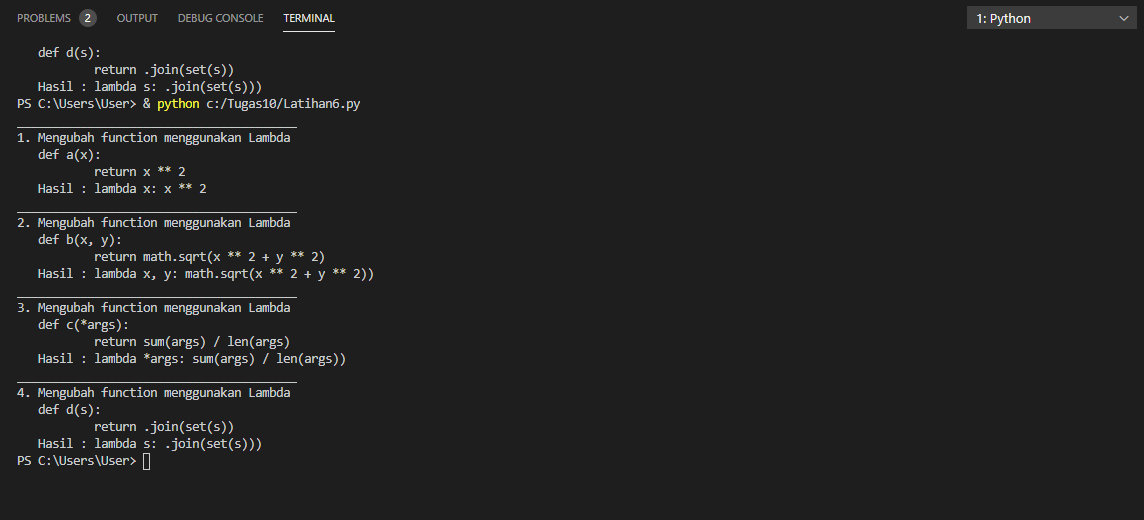 PROBLEMS 2 OUTPUT DEBUG CONSOLE TERMINAL 1: Python
def d(s):
return .join(set(s))
Hasil : lambda s: .join(set(s)))
PS C:\Users\User> & python c:/Tugas10/Latihan6.py
________________________________________
1. Mengubah function menggunakan Lambda
def a(x):
return x ** 2
Hasil : lambda x: x ** 2
________________________________________
2. Mengubah function menggunakan Lambda
def b(x, y):
return math.sqrt(x ** 2 + y ** 2)
Hasil : lambda x, y: math.sqrt(x ** 2 + y ** 2))
________________________________________
3. Mengubah function menggunakan Lambda
def c(*args):
return sum(args) / len(args)
Hasil : lambda *args: sum(args) / len(args))
________________________________________
4. Mengubah function menggunakan Lambda
def d(s):
return .join(set(s))
Hasil : lambda s: .join(set(s)))
PS C:\Users\User>